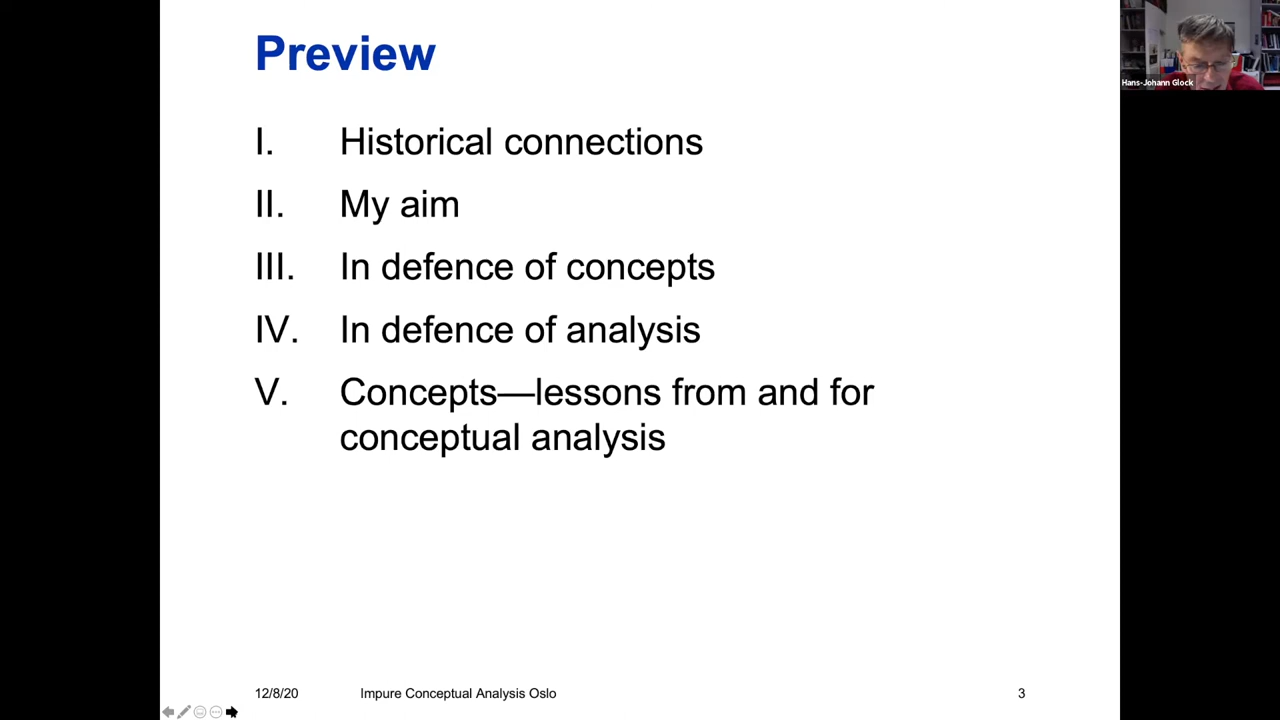 Preview
Hans-Johann Glock
I. Historical connections
II. My aim
III. In defence of concepts
IV. In defence of analysis
V. Concepts—lessons from and for
conceptual analysis
12/8/20 Impure Conceptual Analysis Oslo 3